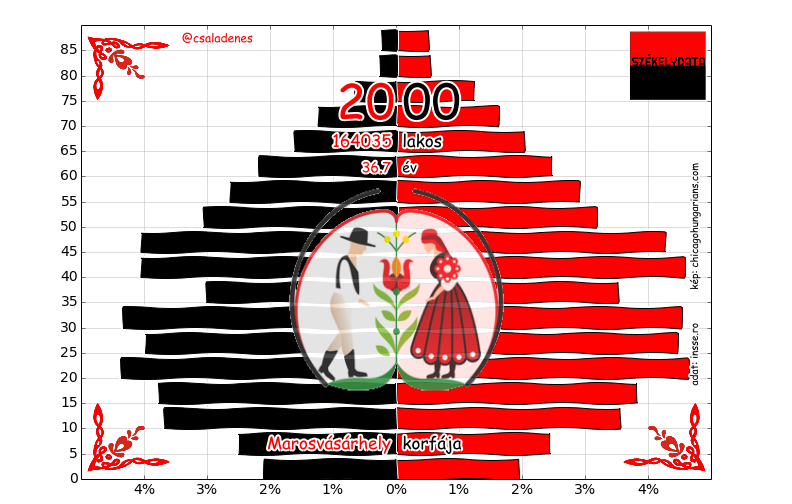 @csaladenes
SZÉKELYDATA
2000
164035 lakos
36.7 év
kép: chicagohungarians.com
adat: insse.ro
Marosvásárhely korfája
85
80
75
70
65
60
55
50
45
40
35
30
25
20
15
10
5
0
4% 3% 2% 1% 0% 1% 2% 3% 4%